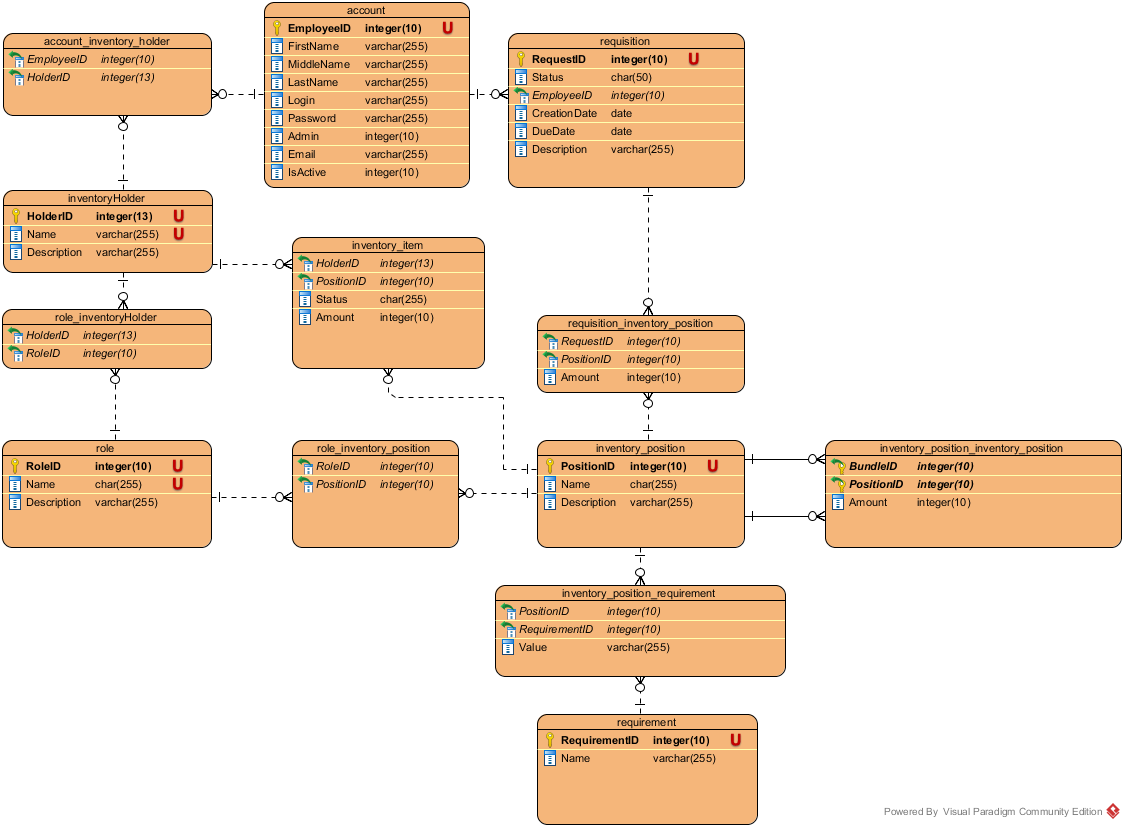 account
EmployeeID integer(10) U
FirstName varchar(255)
MiddleName varchar(255)
LastName varchar(255)
Login varchar(255)
Password varchar(255)
Admin integer(10)
Email varchar(255)
IsActive integer(10)
account_inventory_holder
EmployeeID integer(10)
HolderID integer(13)
requisition
RequestID integer(10) U
Status char(50)
EmployeeID integer(10)
CreationDate date
DueDate date
Description varchar(255)
inventoryHolder
HolderID integer(13) U
Name varchar(255) U
Description varchar(255)
inventory_item
HolderID integer(13)
PositionID integer(10)
Status char(255)
Amount integer(10)
role_inventoryHolder
HolderID integer(13)
RoleID integer(10)
requisition_inventory_position
RequestID integer(10)
PositionID integer(10)
Amount integer(10)
role
RoleID integer(10) U
Name char(255) U
Description varchar(255)
role_inventory_position
RoleID integer(10)
PositionID integer(10)
inventory_position
PositionID integer(10) U
Name char(255)
Description varchar(255)
inventory_position_inventory_position
BundleID integer(10)
PositionID integer(10)
Amount integer(10)
inventory_position_requirement
PositionID integer(10)
RequirementID integer(10)
Value varchar(255)
requirement
RequirementID integer(10) U
Name varchar(255)
Powered By Visual Paradigm Community Edition